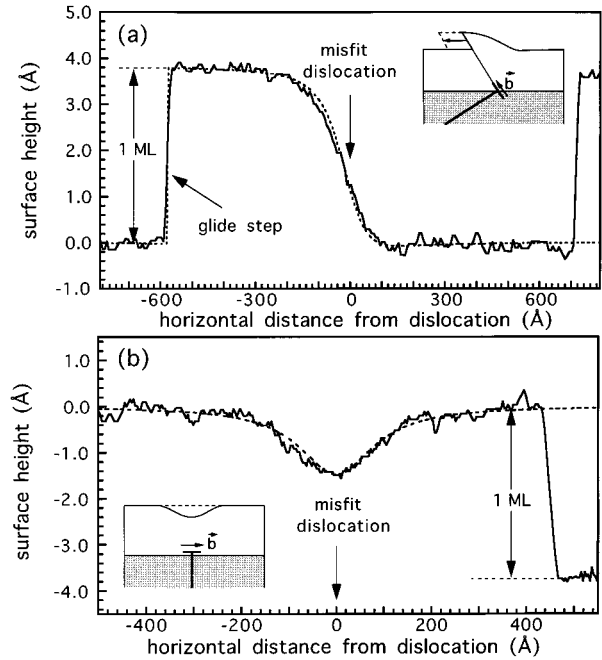 (a)
5.0
4.0
3.0
2.0
1.0
0.0
-1.0
surface height (Å)
1 ML
glide step
misfit
dislocation
b
-600
-300
0
300
600
horizontal distance from dislocation (Å)
(b)
1.0
0.0
-1.0
-2.0
-3.0
-4.0
surface height (Å)
b
misfit
dislocation
1 ML
-400
-200
0
200
400
horizontal distance from dislocation (Å)